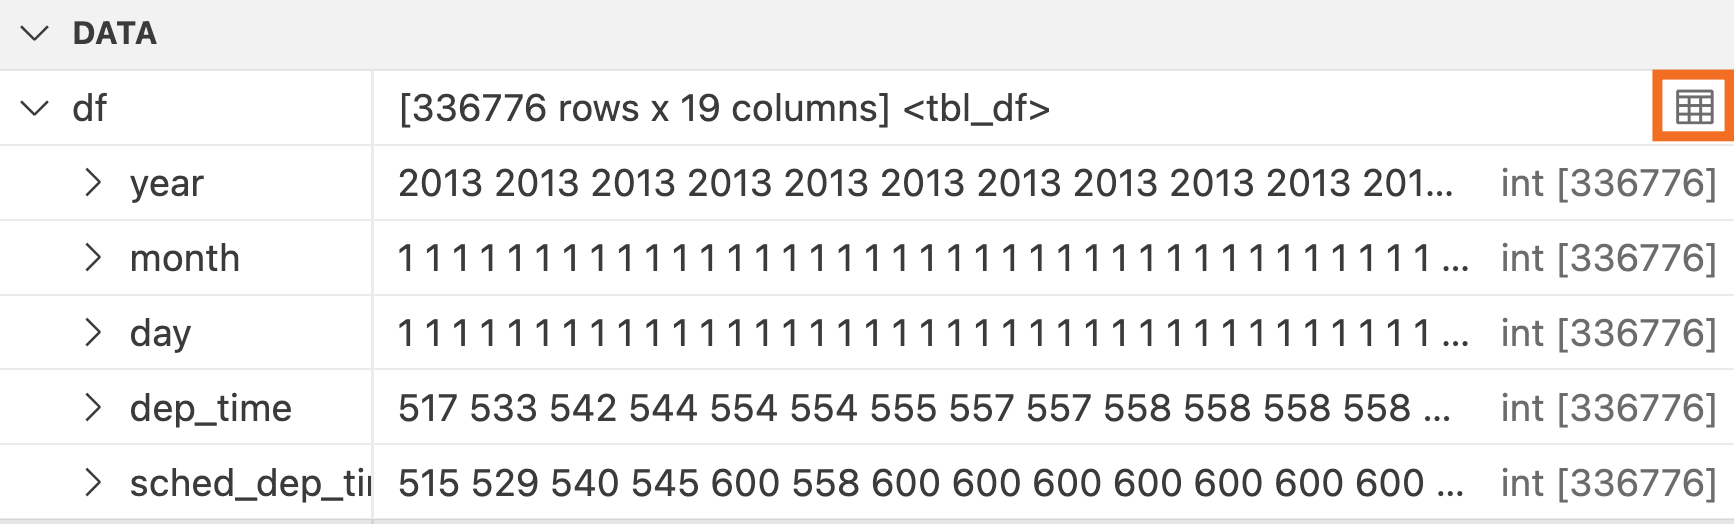 DATA
df [336776 rows x 19 columns] <tbl_df>
year 2013 2013 2013 2013 2013 2013 2013 2013 2013 2013 201... int [336776]
month 1 1 1 1 1 1 1 1 1 1 1 1 1 1 1 1 1 1 1 1 1 1 1 1 1 1 1 1 1 1 1 1 1 1 1 1 1 1 ... int [336776]
day 1 1 1 1 1 1 1 1 1 1 1 1 1 1 1 1 1 1 1 1 1 1 1 1 1 1 1 1 1 1 1 1 1 1 1 1 1 1 ... int [336776]
dep_time 517 533 542 544 554 554 555 557 557 558 558 558 558 ... int [336776]
sched_dep_ti 515 529 540 545 600 558 600 600 600 600 600 600 600 ... int [336776]